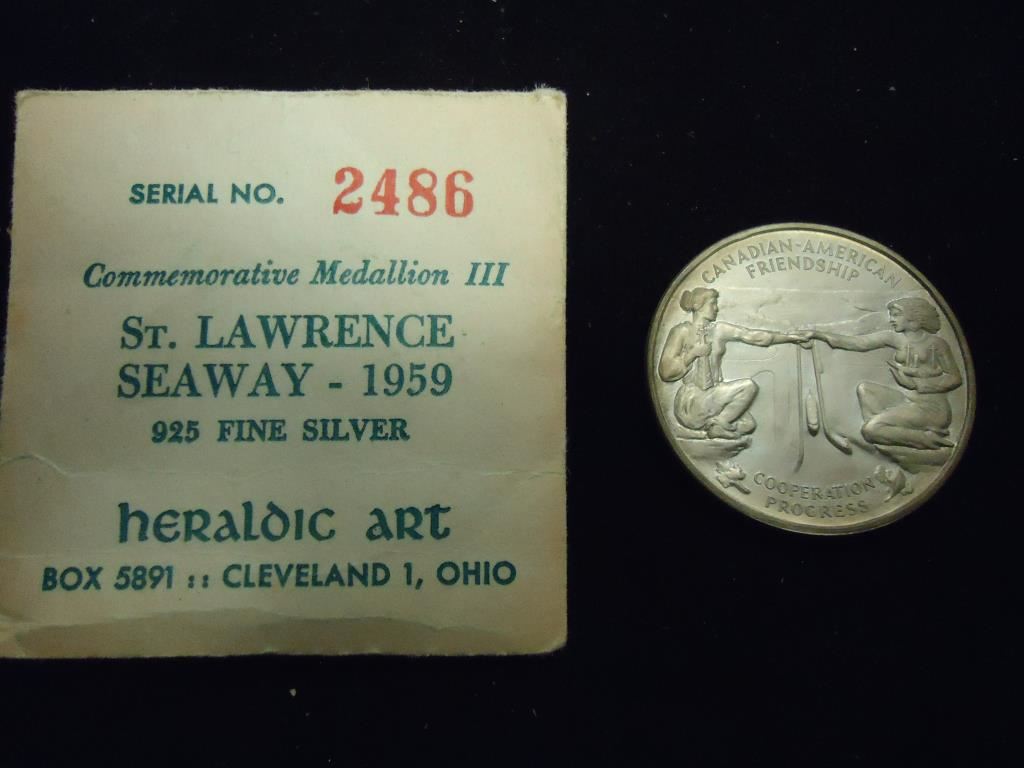 SERIAL NO. 2486
Commemorative Medallion III
ST. LAWRENCE
SEAWAY - 1959
925 FINE SILVER
heraldic art
BOX 5891 :: CLEVELAND 1, OHIO
CANADIAN-AMERICAN
FRIENDSHIP
COOPERATION
PROGRESS